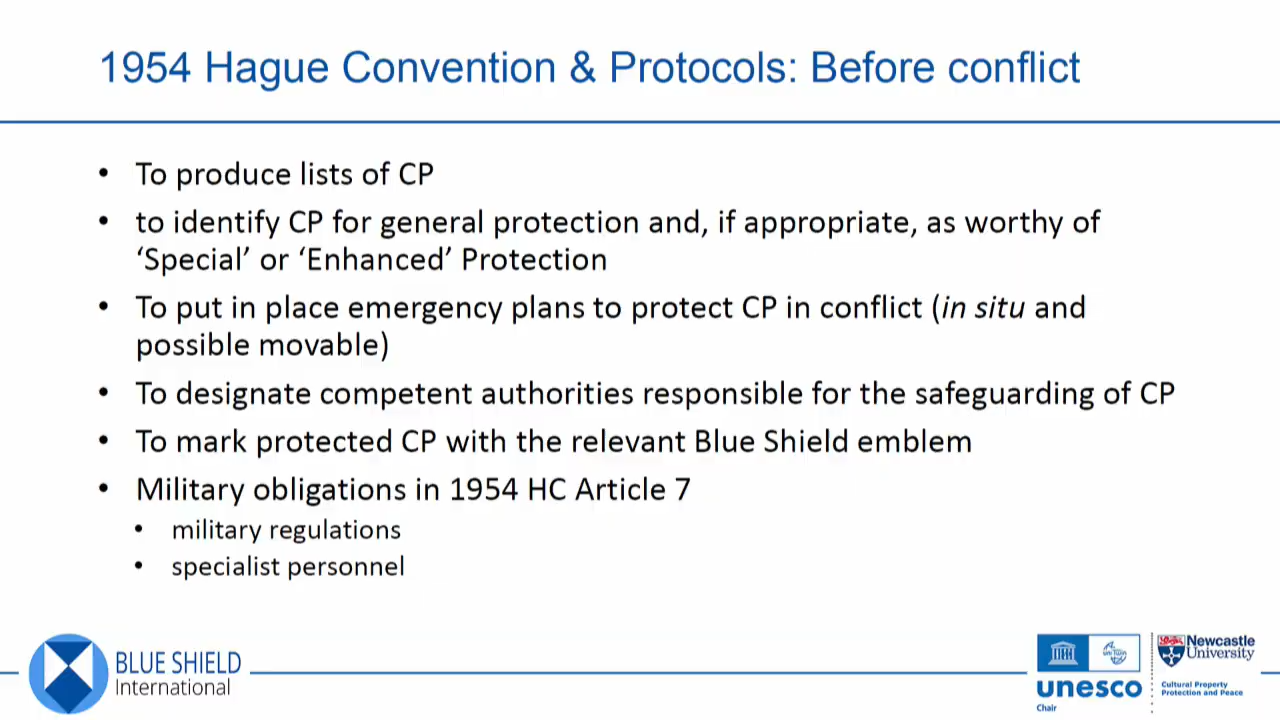 1954 Hague Convention & Protocols: Before conflict
• To produce lists of CP
• to identify CP for general protection and, if appropriate, as worthy of
‘Special’ or ‘Enhanced’ Protection
• To put in place emergency plans to protect CP in conflict (in situ and
possible movable)
• To designate competent authorities responsible for the safeguarding of CP
• To mark protected CP with the relevant Blue Shield emblem
• Military obligations in 1954 HC Article 7
• military regulations
• specialist personnel
BLUE SHIELD
International
unesco
Chair
Newcastle
University
Cultural Property
Protection and Peace